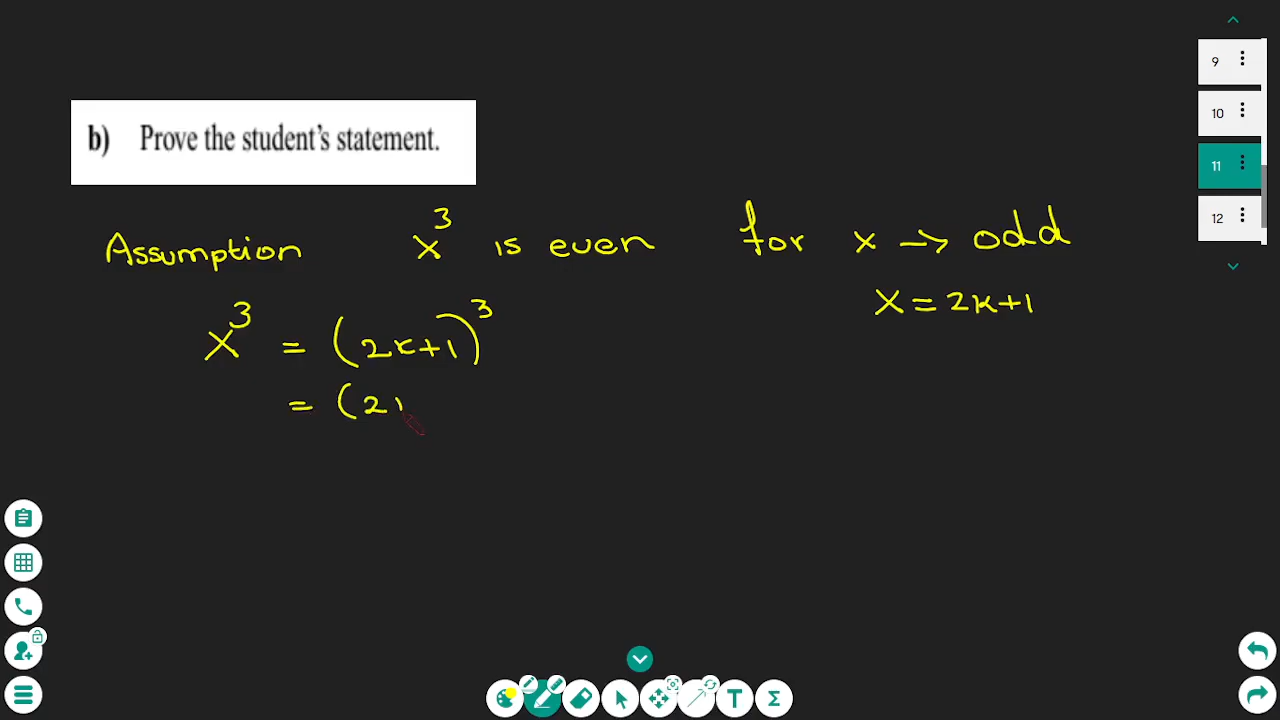 9
10
11
12
b) Prove the student's statement.
Assumption x³ is even for x → odd
x = 2k+1
x³ = (2k+1)³
= (2
T
Σ